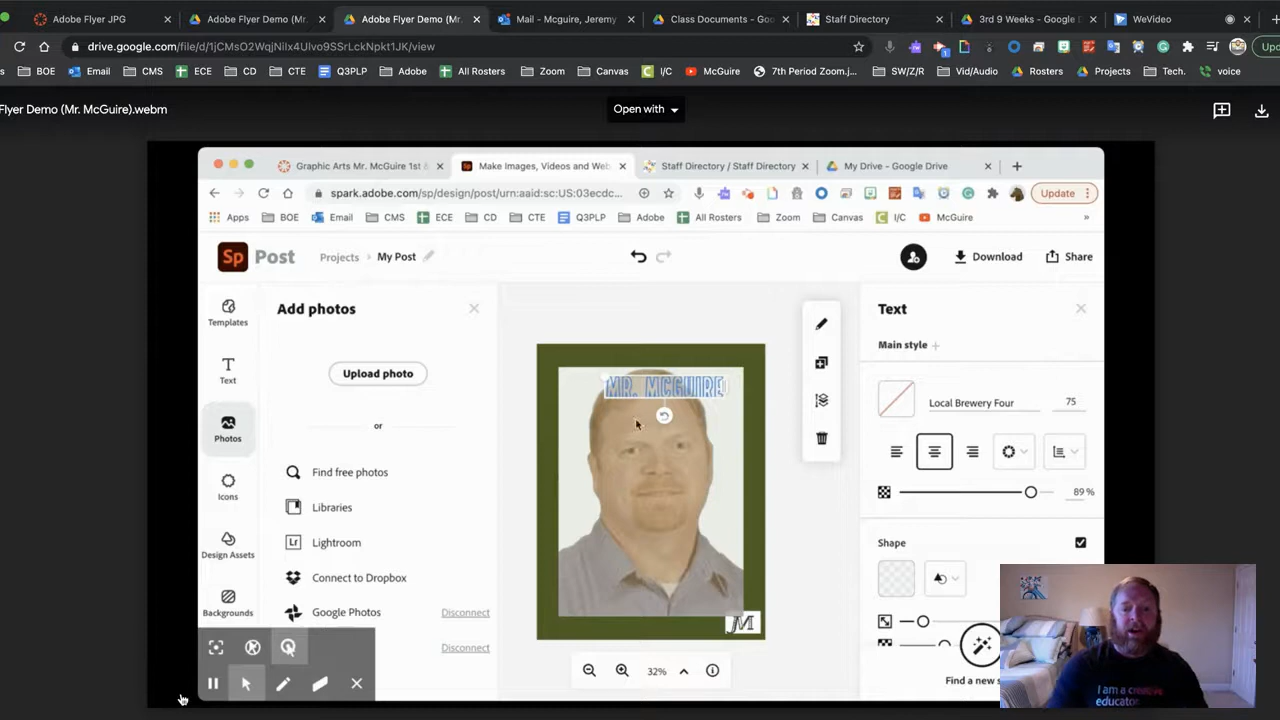 Adobe Flyer JPG
Adobe Flyer Demo (Mr.
Adobe Flyer Demo (Mr.
Mail - Mcguire, Jeremy
Class Documents - Goo
Staff Directory
3rd 9 Weeks - Google D
WeVideo
drive.google.com/file/d/1jCMsO2WqjNiIx4UIvo9SSrLckNpkt1JK/view
BOE
Email
CMS
ECE
CD
CTE
Q3PLP
Adobe
All Rosters
Zoom
Canvas
I/C
McGuire
7th Period Zoom.j...
SW/Z/R
Vid/Audio
Rosters
Projects
Tech.
voice
Flyer Demo (Mr. McGuire).webm
Open with
Graphic Arts Mr. McGuire 1st &
Make Images, Videos and Web
Staff Directory / Staff Directory
My Drive - Google Drive
spark.adobe.com/sp/design/post/urn:aaid:sc:US:03ecdc...
Update
Apps
BOE
Email
CMS
ECE
CD
CTE
Q3PLP
Adobe
All Rosters
Zoom
Canvas
I/C
McGuire
»
Sp
Post
Projects
My Post
Download
Share
Templates
Text
Photos
Icons
Design Assets
Backgrounds
Add photos
Upload photo
or
Find free photos
Libraries
Lr
Lightroom
Connect to Dropbox
Google Photos
Disconnect
Disconnect
MR. MCGUIRE
JM
32%
Text
Main style +
Local Brewery Four
75
89 %
Shape
Find a new s
I am a creative
educator.